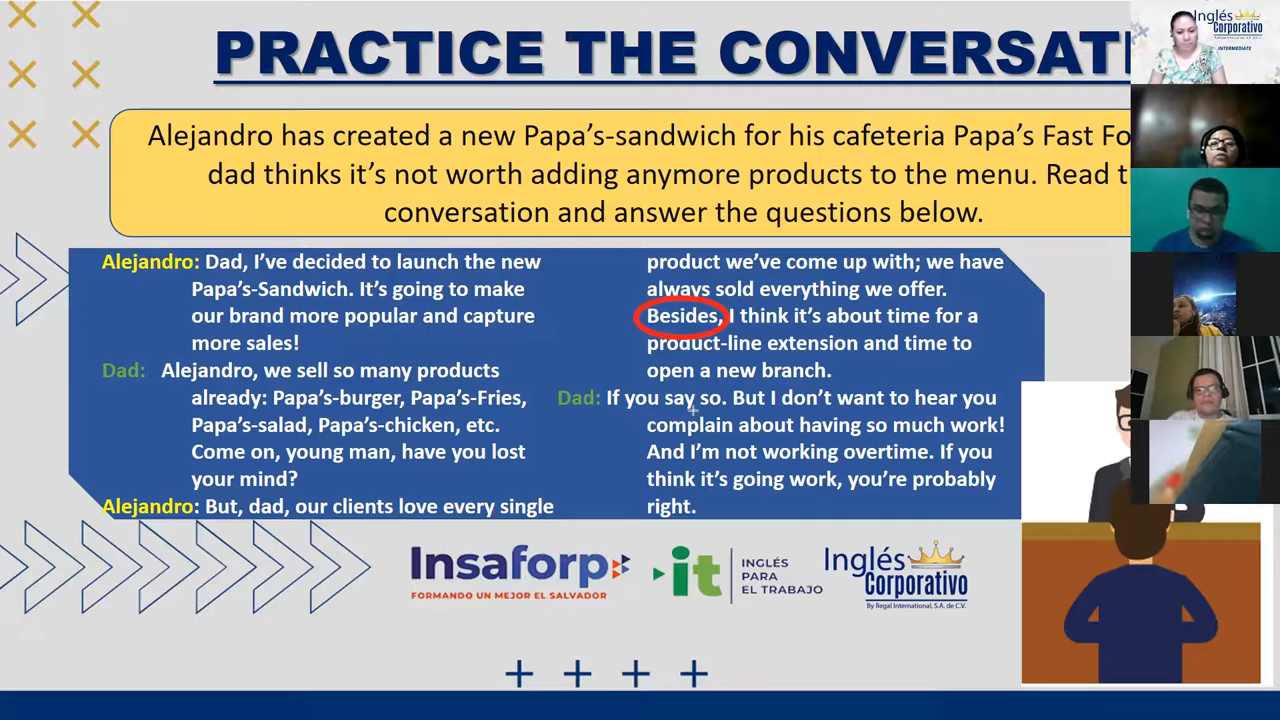 PRACTICE THE CONVERSATI
Alejandro has created a new Papa's-sandwich for his cafeteria Papa's Fast Fo
dad thinks it's not worth adding anymore products to the menu. Read t
conversation and answer the questions below.
Alejandro: Dad, I've decided to launch the new
Papa's-Sandwich. It's going to make
our brand more popular and capture
more sales!
Dad: Alejandro, we sell so many products
already: Papa's-burger, Papa's-Fries,
Papa's-salad, Papa's-chicken, etc.
Come on, young man, have you lost
your mind?
Alejandro: But, dad, our clients love every single
product we've come up with; we have
always sold everything we offer.
Besides, I think it's about time for a
product-line extension and time to
open a new branch.
Dad: If you say so. But I don't want to hear you
complain about having so much work!
And I'm not working overtime. If you
think it's going work, you're probably
right.
Insaforp
FORMANDO UN MEJOR EL SALVADOR
it
INGLÉS
PARA
EL TRABAJO
Inglés
Corporativo
By Regal International, S.A. de C.V.
Inglés
Corporativo
INTERMEDIATE